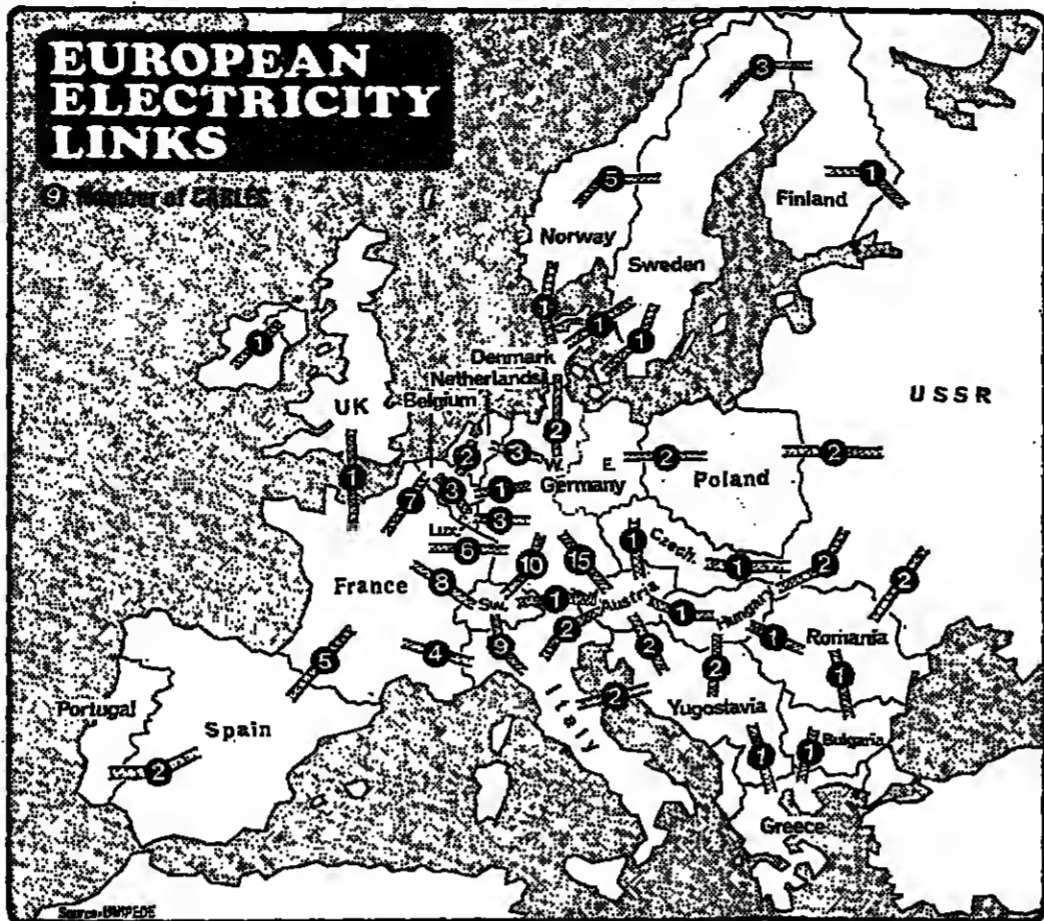 EUROPEAN
ELECTRICITY
LINKS
9 Number of CABLES
3
5
1
Finland
Norway
Sweden
1
1
1
1
Denmark
Netherlands
Belgium
UK
USSR
2
2
3
W.
E.
Germany
2
Poland
2
1
7
3
1
3
Lux
6
10
15
1
Czech.
1
2
2
France
8
Sw.
1
Austria
1
Hungary
1
Romania
2
9
2
2
4
5
1
Italy
2
Yugostavia
Portugal
Spain
2
1
1
Bulgaria
Greece
Source: UNIPEDE